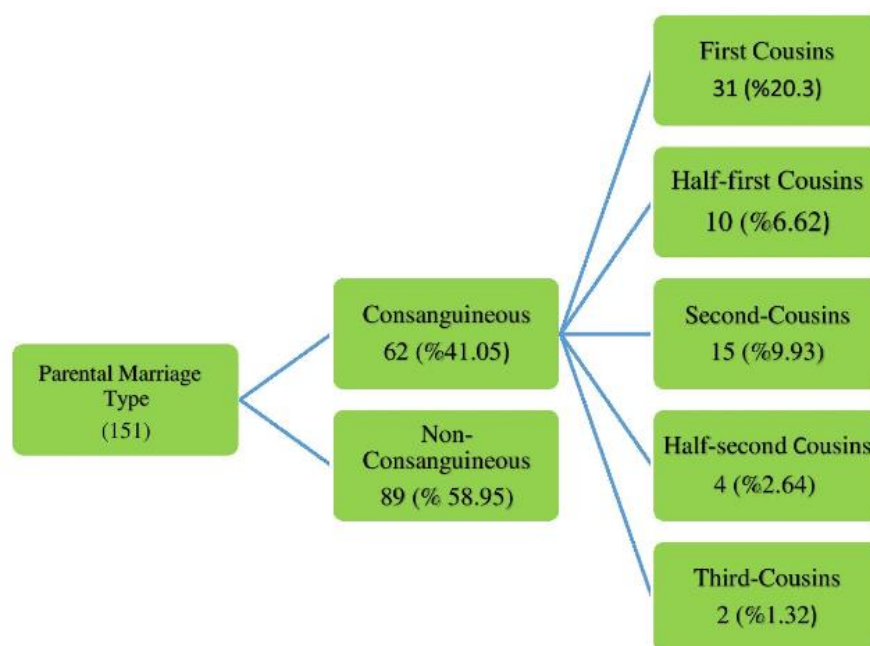 Parental Marriage
Type
(151)
Consanguineous
62 (%41.05)
Non-
Consanguineous
89 (% 58.95)
First Cousins
31 (%20.3)
Half-first Cousins
10 (%6.62)
Second-Cousins
15 (%9.93)
Half-second Cousins
4 (%2.64)
Third-Cousins
2 (%1.32)